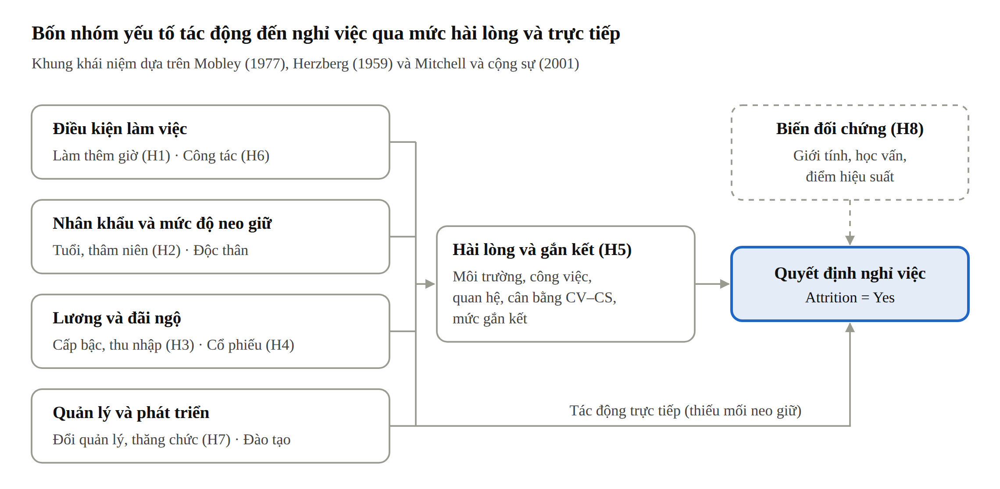 Bốn nhóm yếu tố tác động đến nghỉ việc qua mức hài lòng và trực tiếp
Khung khái niệm dựa trên Mobley (1977), Herzberg (1959) và Mitchell và cộng sự (2001)
Điều kiện làm việc
Làm thêm giờ (H1) · Công tác (H6)
Nhân khẩu và mức độ neo giữ
Tuổi, thâm niên (H2) · Độc thân
Lương và đãi ngộ
Cấp bậc, thu nhập (H3) · Cổ phiếu (H4)
Quản lý và phát triển
Đổi quản lý, thăng chức (H7) · Đào tạo
Hài lòng và gắn kết (H5)
Môi trường, công việc,
quan hệ, cân bằng CV–CS,
mức gắn kết
Biến đối chứng (H8)
Giới tính, học vấn,
điểm hiệu suất
Quyết định nghỉ việc
Attrition = Yes
Tác động trực tiếp (thiếu mối neo giữ)